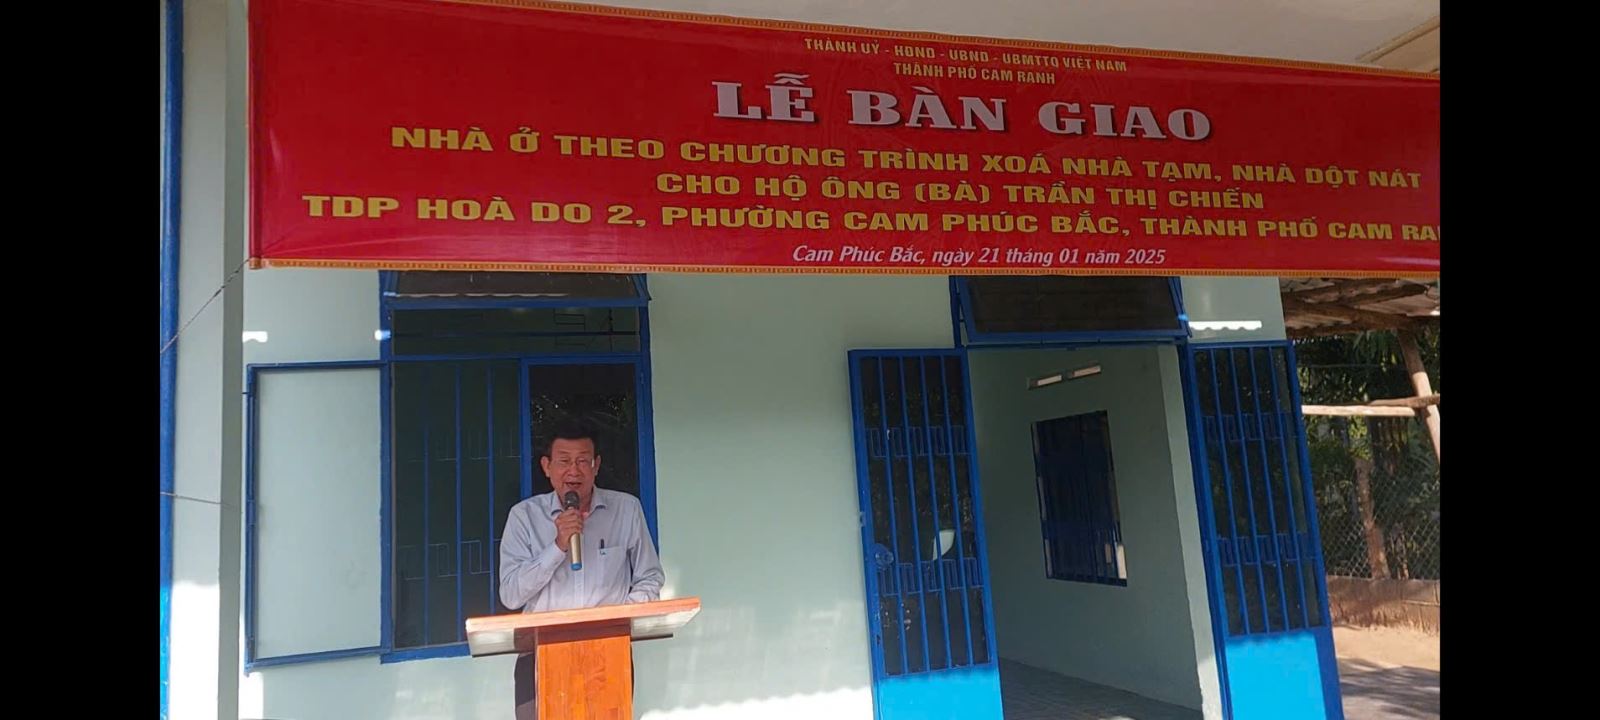 THÀNH UỶ - HĐND - UBND - UBMTTQ VIỆT NAM
THÀNH PHỐ CAM RANH
LỄ BÀN GIAO
NHÀ Ở THEO CHƯƠNG TRÌNH XOÁ NHÀ TẠM, NHÀ DỘT NÁT
CHO HỘ ÔNG (BÀ) TRẦN THỊ CHIẾN
TDP HOÀ DO 2, PHƯỜNG CAM PHÚC BẮC, THÀNH PHỐ CAM RAN
Cam Phúc Bắc, ngày 21 tháng 01 năm 2025